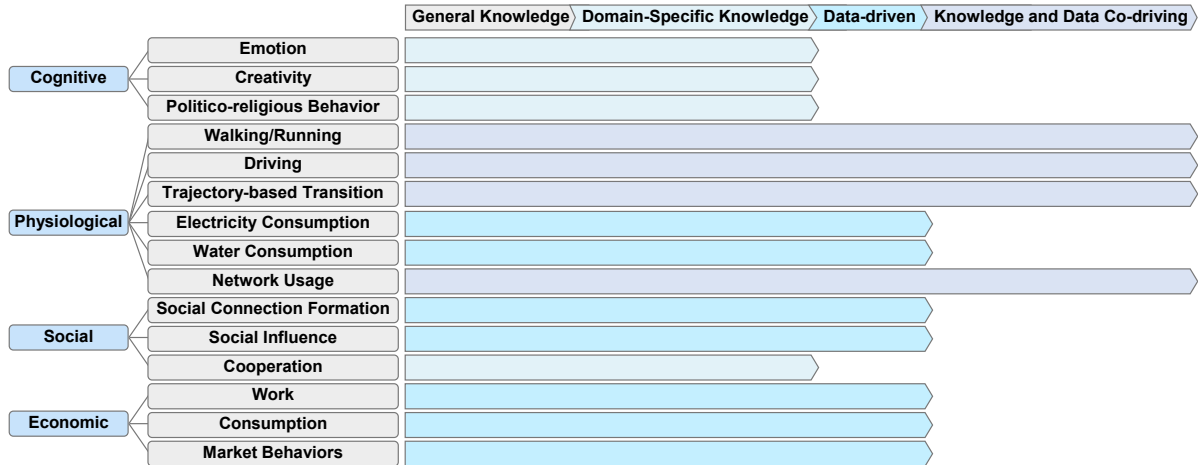 General Knowledge Domain-Specific Knowledge Data-driven Knowledge and Data Co-driving
Emotion
Cognitive Creativity
Politico-religious Behavior
Walking/Running
Driving
Trajectory-based Transition
Physiological Electricity Consumption
Water Consumption
Network Usage
Social Connection Formation
Social Social Influence
Cooperation
Work
Economic Consumption
Market Behaviors